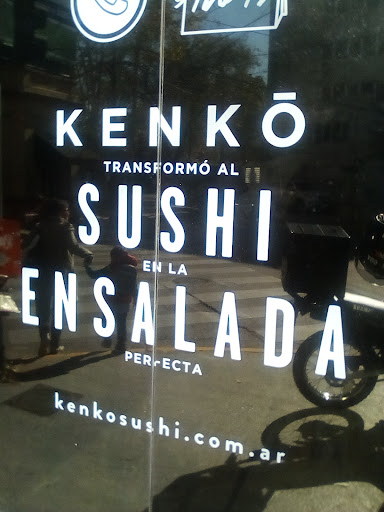 KENKŌ
TRANSFORMÓ AL
SUSHI
EN LA
ENSALADA
PERFECTA
kenkosushi.com.ar